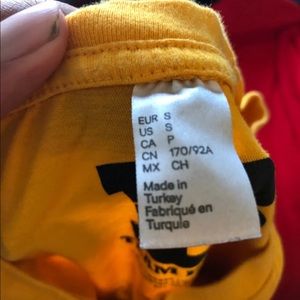 EUR S
US S
CA P
CN 170/92A
MX CH
Made in
Turkey
Fabriqué en
Turquie